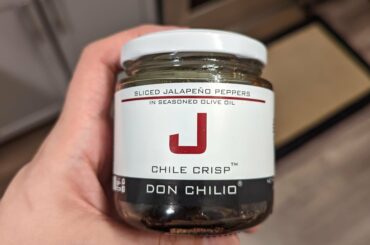 SLICED JALAPEÑO PEPPERS
IN SEASONED OLIVE OIL
J
CHILE CRISP™
DON CHILIO®